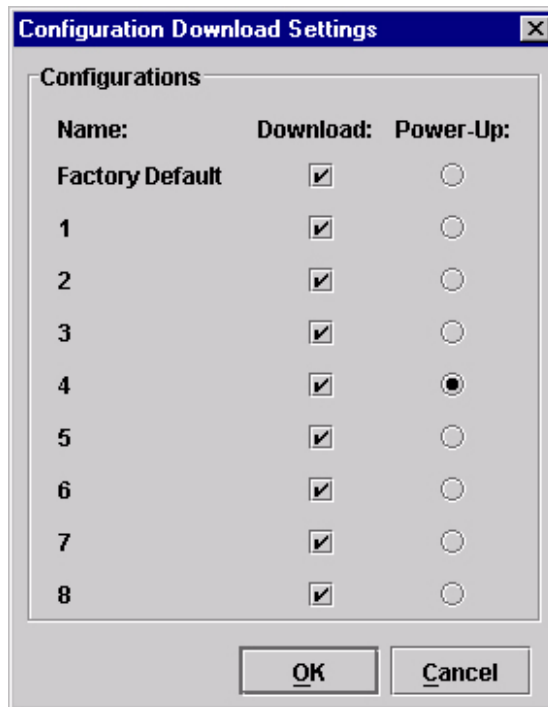 Configuration Download Settings
Configurations
Name: Download: Power-Up:
Factory Default
1
2
3
4
5
6
7
8
OK Cancel